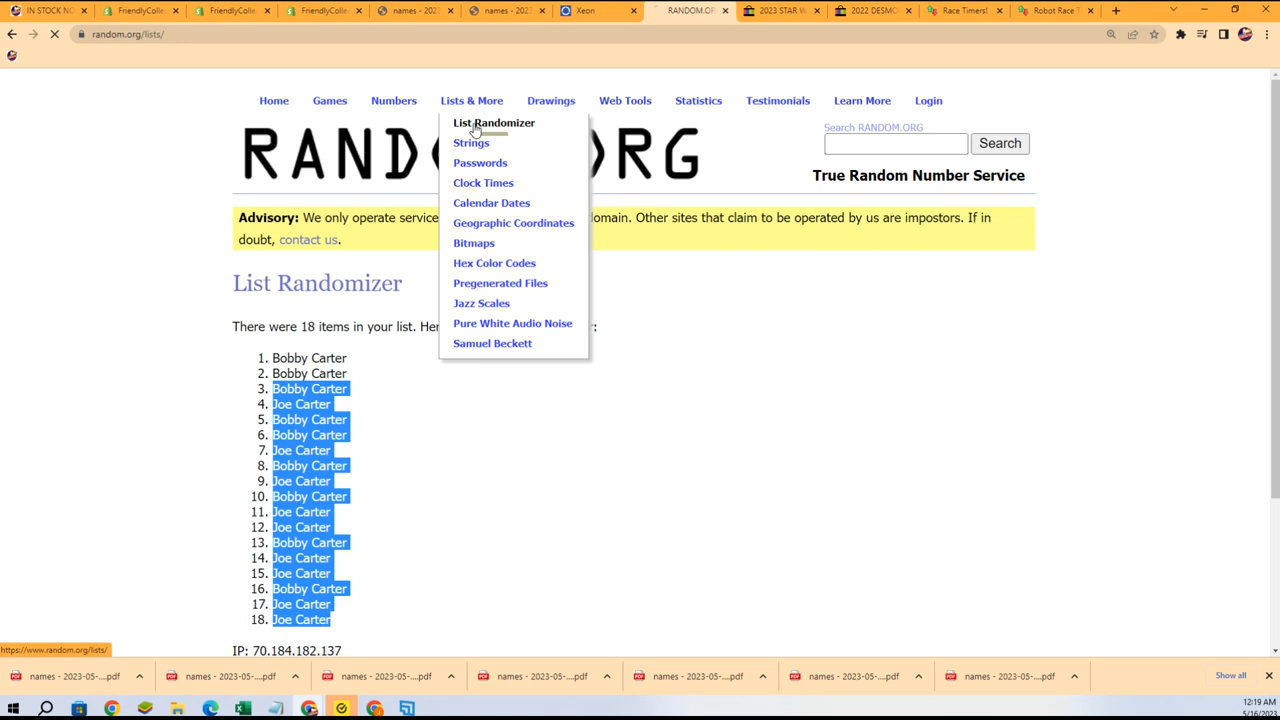 IN STOCK NO
FriendlyColle
FriendlyColle
FriendlyColle
names - 202
names - 202
Xeon
RANDOM.OR
2023 STAR W
2022 DESMO
Race Timers!
Robot Race T
random.org/lists/
Home Games Numbers Lists & More Drawings Web Tools Statistics Testimonials Learn More Login
List Randomizer
Strings
Passwords
Clock Times
Calendar Dates
Geographic Coordinates
Bitmaps
Hex Color Codes
Pregenerated Files
Jazz Scales
Pure White Audio Noise
Samuel Beckett
RANDO RG
Search RANDOM.ORG
Search
True Random Number Service
Advisory: We only operate service omain. Other sites that claim to be operated by us are impostors. If in
doubt, contact us.
List Randomizer
There were 18 items in your list. Her r:
1. Bobby Carter
2. Bobby Carter
3. Bobby Carter
4. Joe Carter
5. Bobby Carter
6. Bobby Carter
7. Joe Carter
8. Bobby Carter
9. Joe Carter
10. Bobby Carter
11. Joe Carter
12. Joe Carter
13. Bobby Carter
14. Joe Carter
15. Joe Carter
16. Bobby Carter
17. Joe Carter
18. Joe Carter
IP: 70.184.182.137
https://www.random.org/lists/
names - 2023-05-....pdf
names - 2023-05-....pdf
names - 2023-05-....pdf
names - 2023-05-....pdf
names - 2023-05-....pdf
names - 2023-05-....pdf
names - 2023-05-....pdf
Show all
12:19 AM
5/16/2023